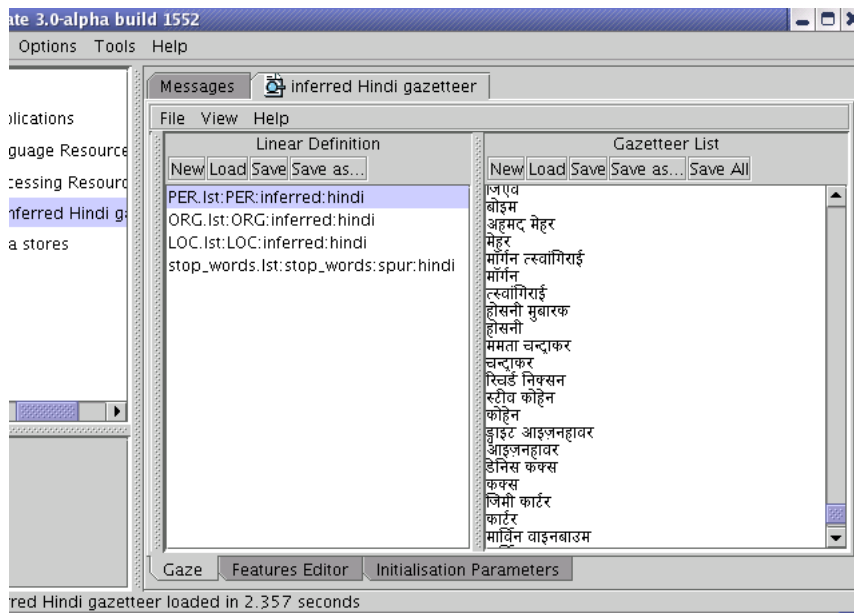 ate 3.0-alpha build 1552
Options Tools Help
Messages inferred Hindi gazetteer
plications
guage Resource
cessing Resourc
nferred Hindi ga
a stores
File View Help
Linear Definition
New Load Save Save as...
PER.lst:PER:inferred:hindi
ORG.lst:ORG:inferred:hindi
LOC.lst:LOC:inferred:hindi
stop_words.lst:stop_words:spur:hindi
Gazetteer List
New Load Save Save as... Save All
बोइम
अहमद मेहर
मेहर
मॉर्गन त्स्वांगिराई
मॉर्गन
त्स्वांगिराई
होसनी मुबारक
होसनी
ममता चन्द्राकर
चन्द्राकर
रिचर्ड निक्सन
स्टीव कोहेन
कोहेन
ड्वाइट आइज़नहावर
आइज़नहावर
डेनिस कक्स
कक्स
जिमी कार्टर
कार्टर
मार्विन वाइनबाउम
Gaze Features Editor Initialisation Parameters
rred Hindi gazetteer loaded in 2.357 seconds